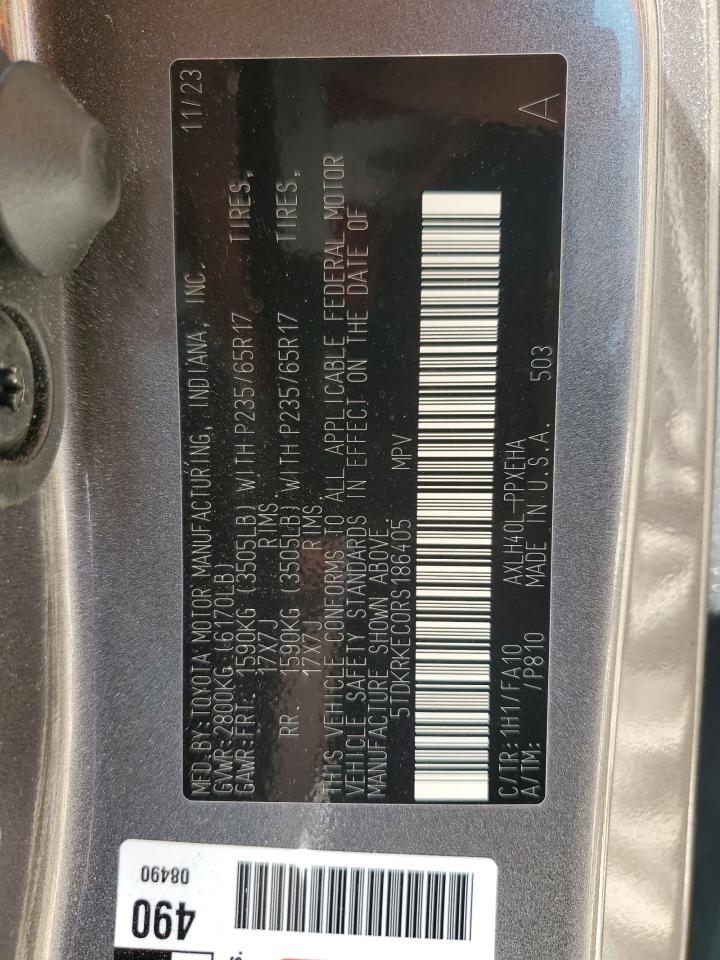 MFD.BY:TOYOTA MOTOR MANUFACTURING, INDIANA, INC. 11/23
GVWR:2800KG (6170LB)
GAWR:FRT. 1590KG (3505LB) WITH P235/65R17 TIRES,
17X7J RIMS
RR. 1590KG (3505LB) WITH P235/65R17 TIRES,
17X7J RIMS
THIS VEHICLE CONFORMS TO ALL APPLICABLE FEDERAL MOTOR
VEHICLE SAFETY STANDARDS IN EFFECT ON THE DATE OF
MANUFACTURE SHOWN ABOVE.
5TDKRKEC0RS186405 MPV
C/TR:1H1/FA10 AXLH40L-PPXEHA
A/TM: /P810 MADE IN U.S.A. 503 A
490
08490